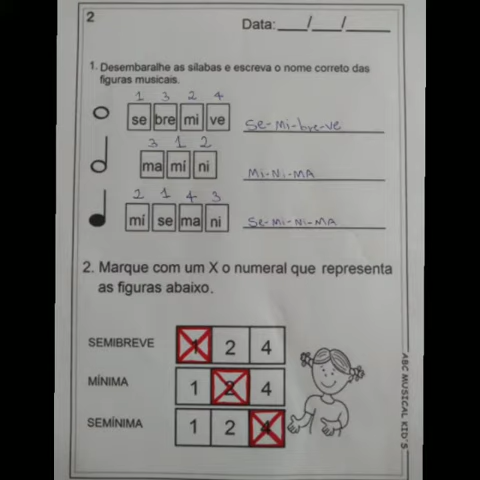 2
Data:___/___/_____
1. Desembaralhe as sílabas e escreva o nome correto das
figuras musicais.
1 3 2 4
se bre mi ve Se-mi-bre-ve
3 1 2
ma mí ni Mi-Ni-MA
2 1 4 3
mí se ma ni Se-Mi-Ni-MA
2. Marque com um X o numeral que representa
as figuras abaixo.
SEMIBREVE 1 2 4
MÍNIMA 1 2 4
SEMÍNIMA 1 2 4
ABC MUSICAL KID'S